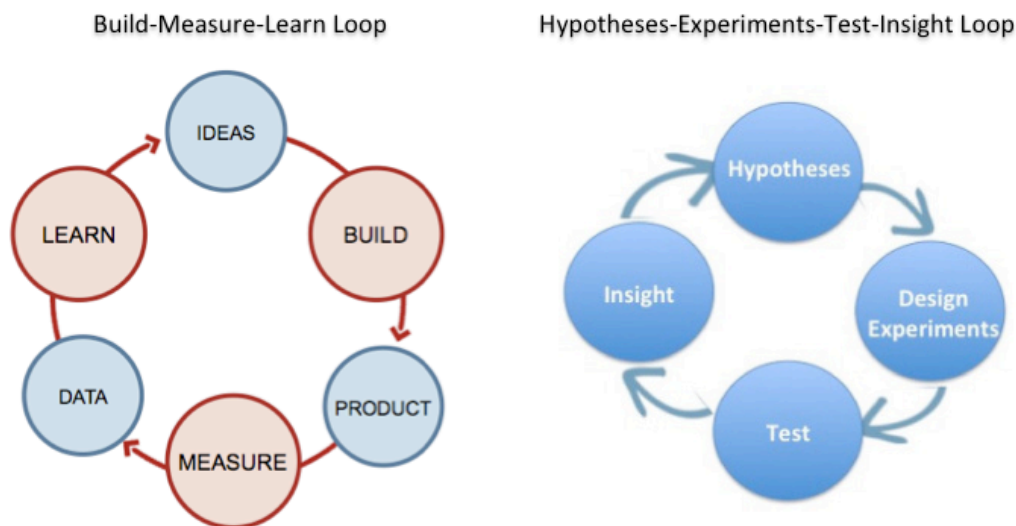 Build-Measure-Learn Loop
IDEAS
BUILD
PRODUCT
MEASURE
DATA
LEARN
Hypotheses-Experiments-Test-Insight Loop
Hypotheses
Design
Experiments
Test
Insight